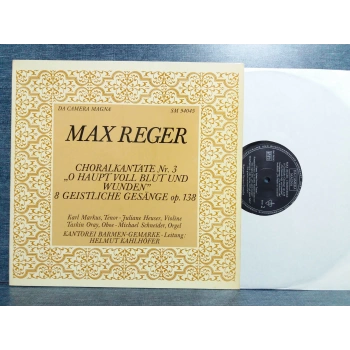 DA CAMERA MAGNA SM 94045
MAX REGER
CHORALKANTATE Nr. 3
„O HAUPT VOLL BLUT UND
WUNDEN"
8 GEISTLICHE GESÄNGE op. 138
Karl Markus, Tenor - Juliane Heuser, Violine
Taskin Oray, Oboe - Michael Schneider, Orgel
KANTOREI BARMEN-GEMARKE - Leitung:
HELMUT KAHLHÖFER